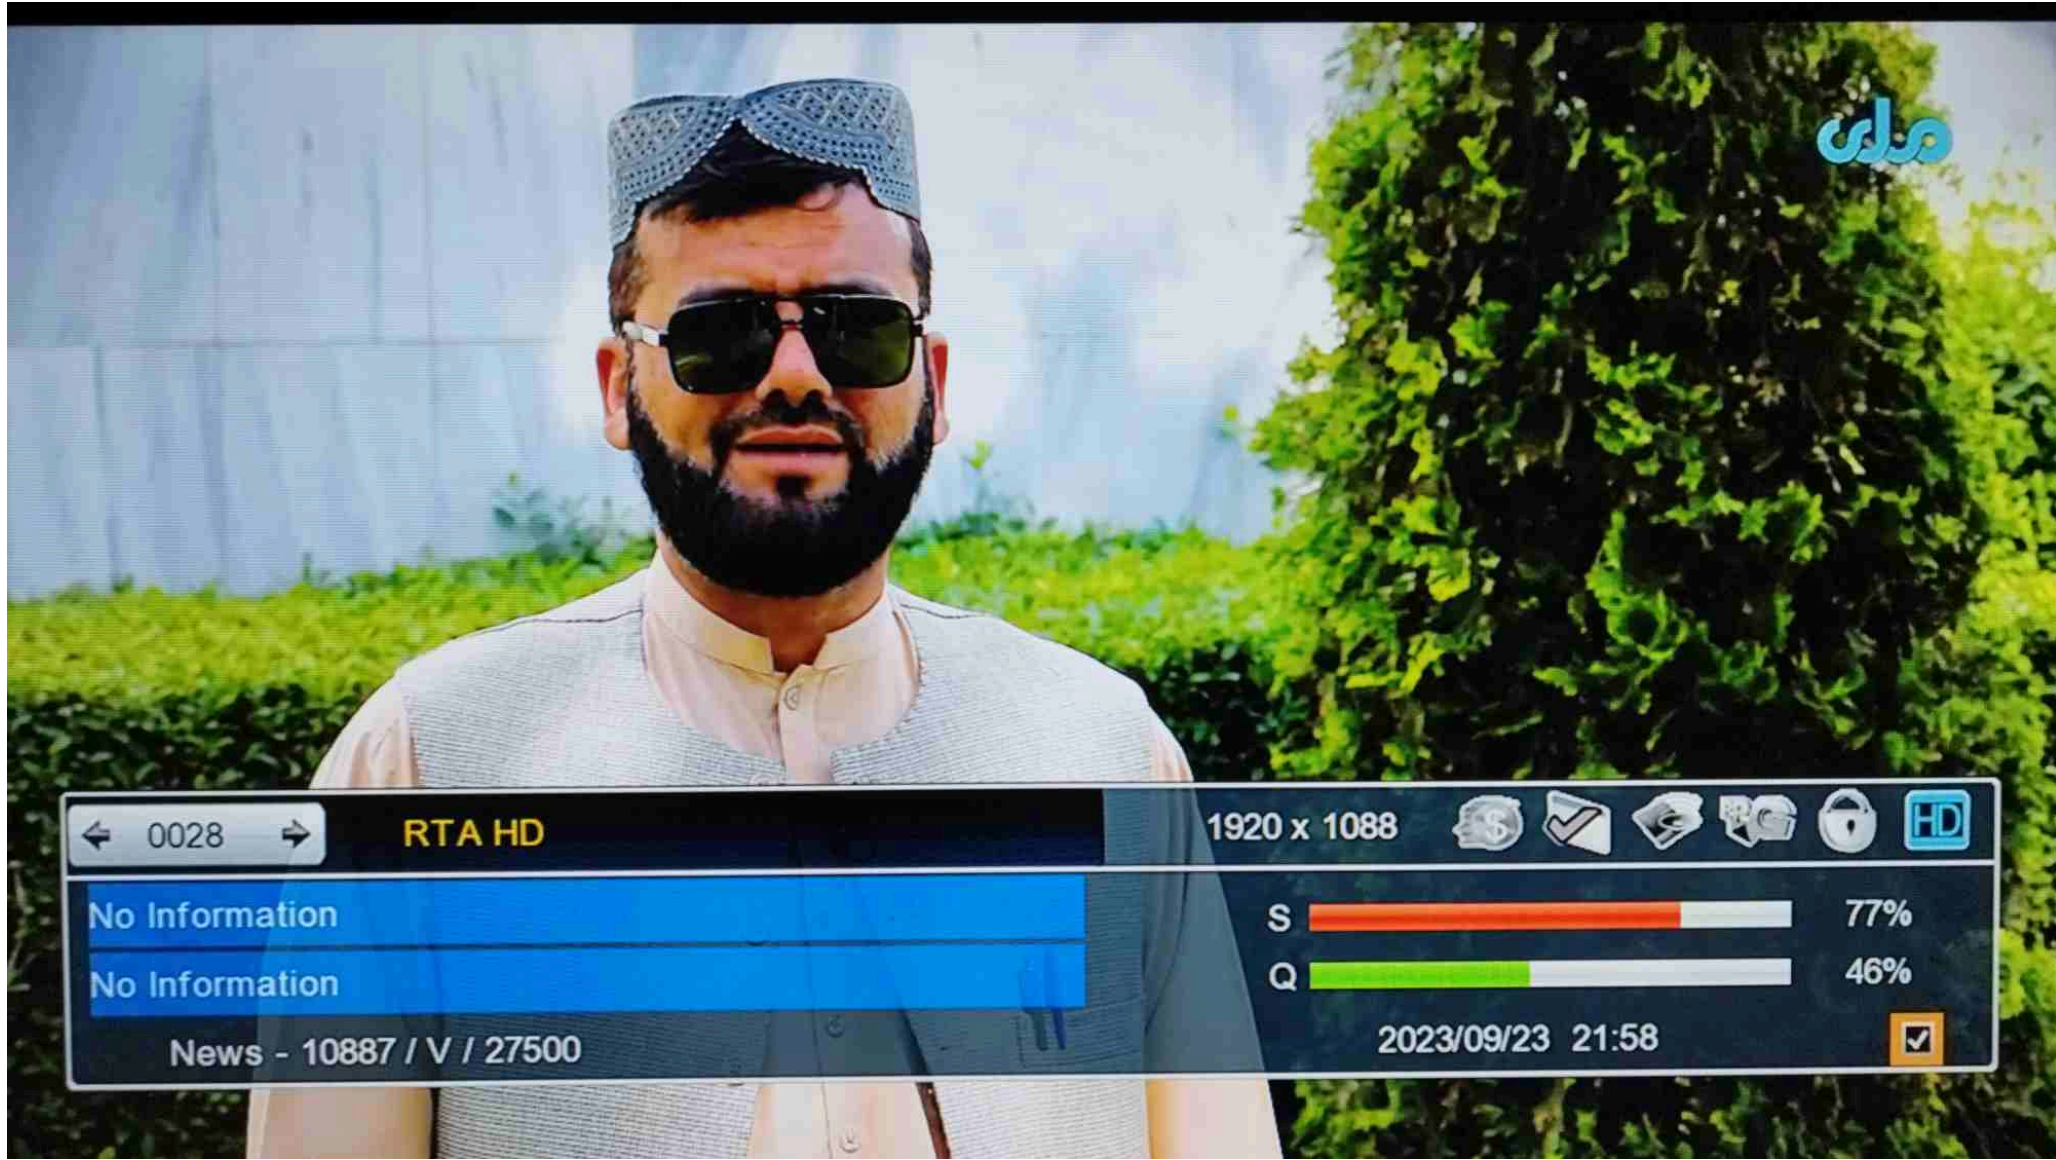 ملی
0028
RTA HD
1920 x 1088
HD
No Information
S 77%
No Information
Q 46%
News - 10887 / V / 27500
2023/09/23 21:58